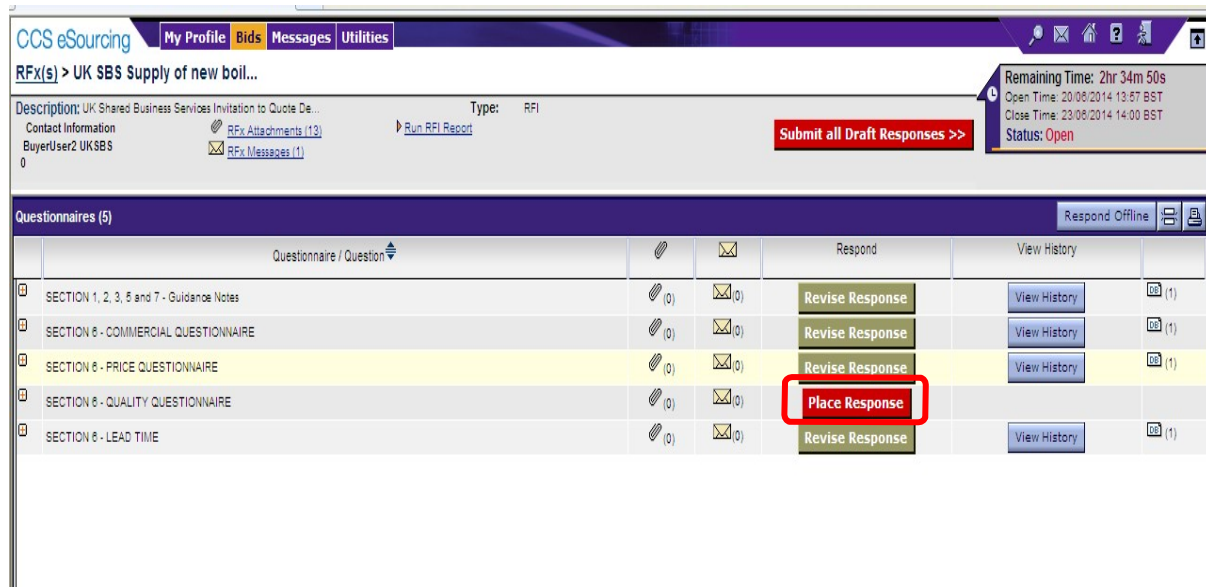 CCS eSourcing My Profile Bids Messages Utilities
RFx(s) > UK SBS Supply of new boil...
Remaining Time: 2hr 34m 50s
Open Time: 20/06/2014 13:57 BST
Close Time: 23/06/2014 14:00 BST
Status: Open
Description: UK Shared Business Services Invitation to Quote De... Type: RFI
Contact Information RFx Attachments (13) Run RFI Report
BuyerUser2 UKSBS RFx Messages (1)
0
Submit all Draft Responses >>
Questionnaires (5) Respond Offline
Questionnaire / Question Respond View History
SECTION 1, 2, 3, 5 and 7 - Guidance Notes (0) (0) Revise Response View History DB (1)
SECTION 6 - COMMERCIAL QUESTIONNAIRE (0) (0) Revise Response View History DB (1)
SECTION 6 - PRICE QUESTIONNAIRE (0) (0) Revise Response View History DB (1)
SECTION 6 - QUALITY QUESTIONNAIRE (0) (0) Place Response
SECTION 6 - LEAD TIME (0) (0) Revise Response View History DB (1)